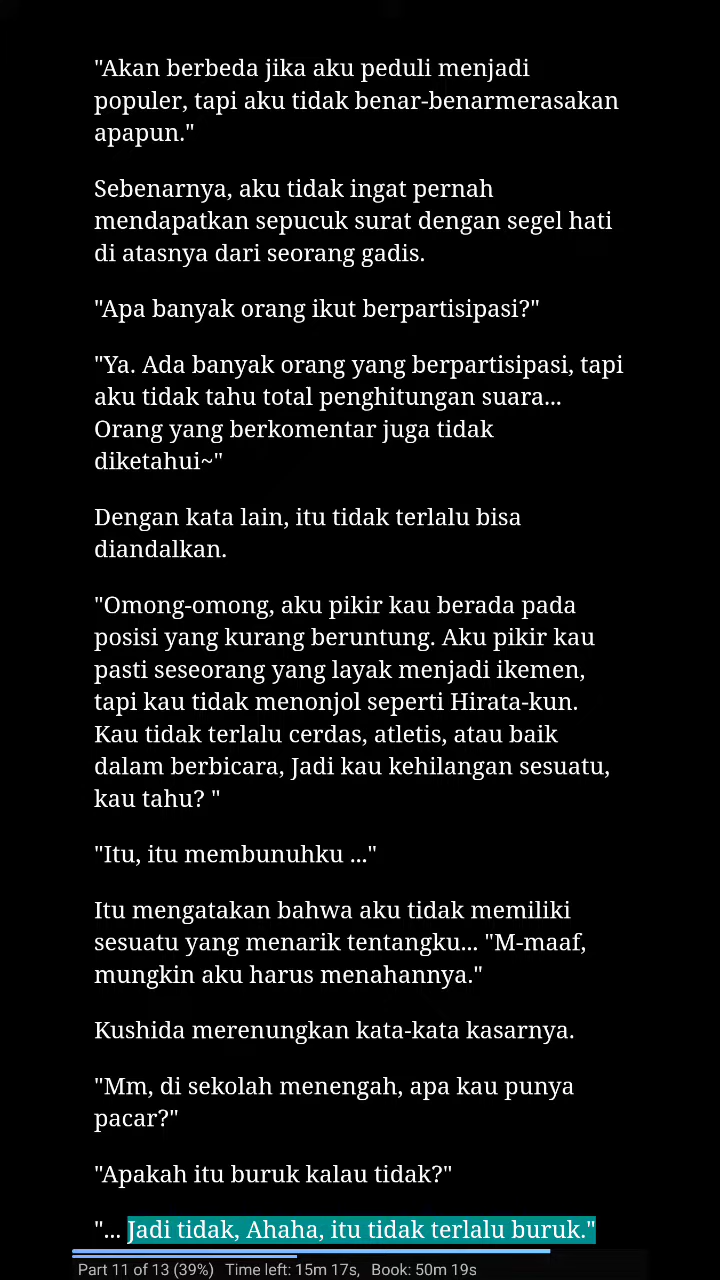 "Akan berbeda jika aku peduli menjadi
populer, tapi aku tidak benar-benarmerasakan
apapun."
Sebenarnya, aku tidak ingat pernah
mendapatkan sepucuk surat dengan segel hati
di atasnya dari seorang gadis.
"Apa banyak orang ikut berpartisipasi?"
"Ya. Ada banyak orang yang berpartisipasi, tapi
aku tidak tahu total penghitungan suara...
Orang yang berkomentar juga tidak
diketahui~"
Dengan kata lain, itu tidak terlalu bisa
diandalkan.
"Omong-omong, aku pikir kau berada pada
posisi yang kurang beruntung. Aku pikir kau
pasti seseorang yang layak menjadi ikemen,
tapi kau tidak menonjol seperti Hirata-kun.
Kau tidak terlalu cerdas, atletis, atau baik
dalam berbicara, Jadi kau kehilangan sesuatu,
kau tahu? "
"Itu, itu membunuhku ..."
Itu mengatakan bahwa aku tidak memiliki
sesuatu yang menarik tentangku... "M-maaf,
mungkin aku harus menahannya."
Kushida merenungkan kata-kata kasarnya.
"Mm, di sekolah menengah, apa kau punya
pacar?"
"Apakah itu buruk kalau tidak?"
"... Jadi tidak, Ahaha, itu tidak terlalu buruk."
Part 11 of 13 (39%) Time left: 15m 17s, Book: 50m 19s